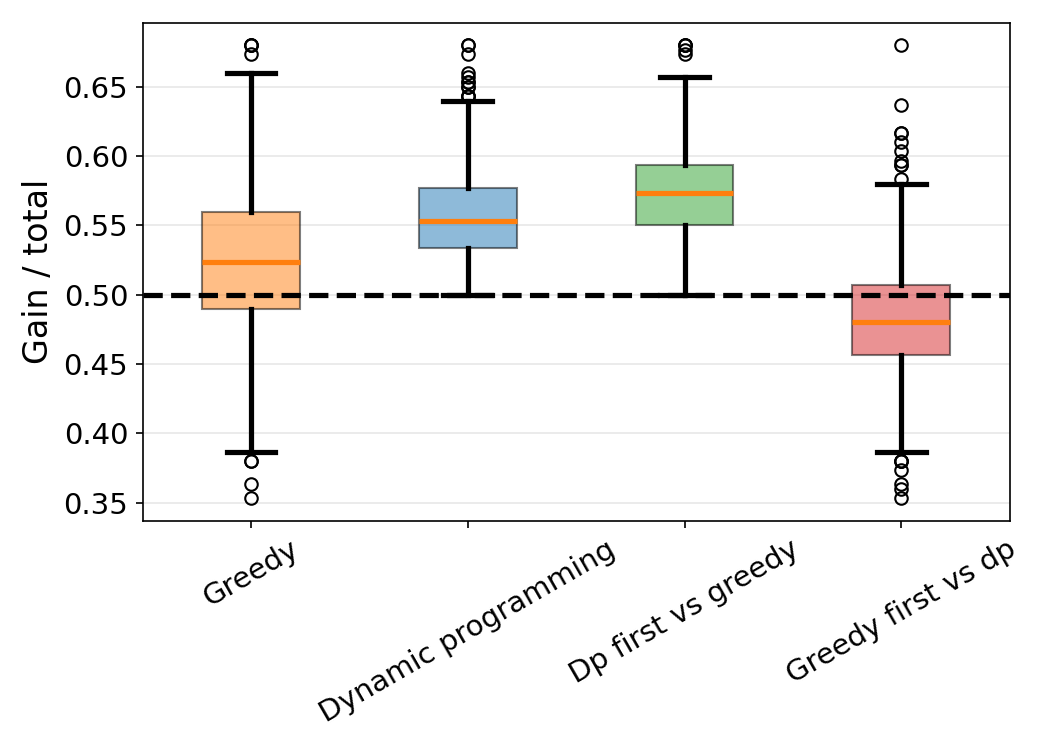 Gain / total
0.65
0.60
0.55
0.50
0.45
0.40
0.35
Greedy
Dynamic programming
Dp first vs greedy
Greedy first vs dp